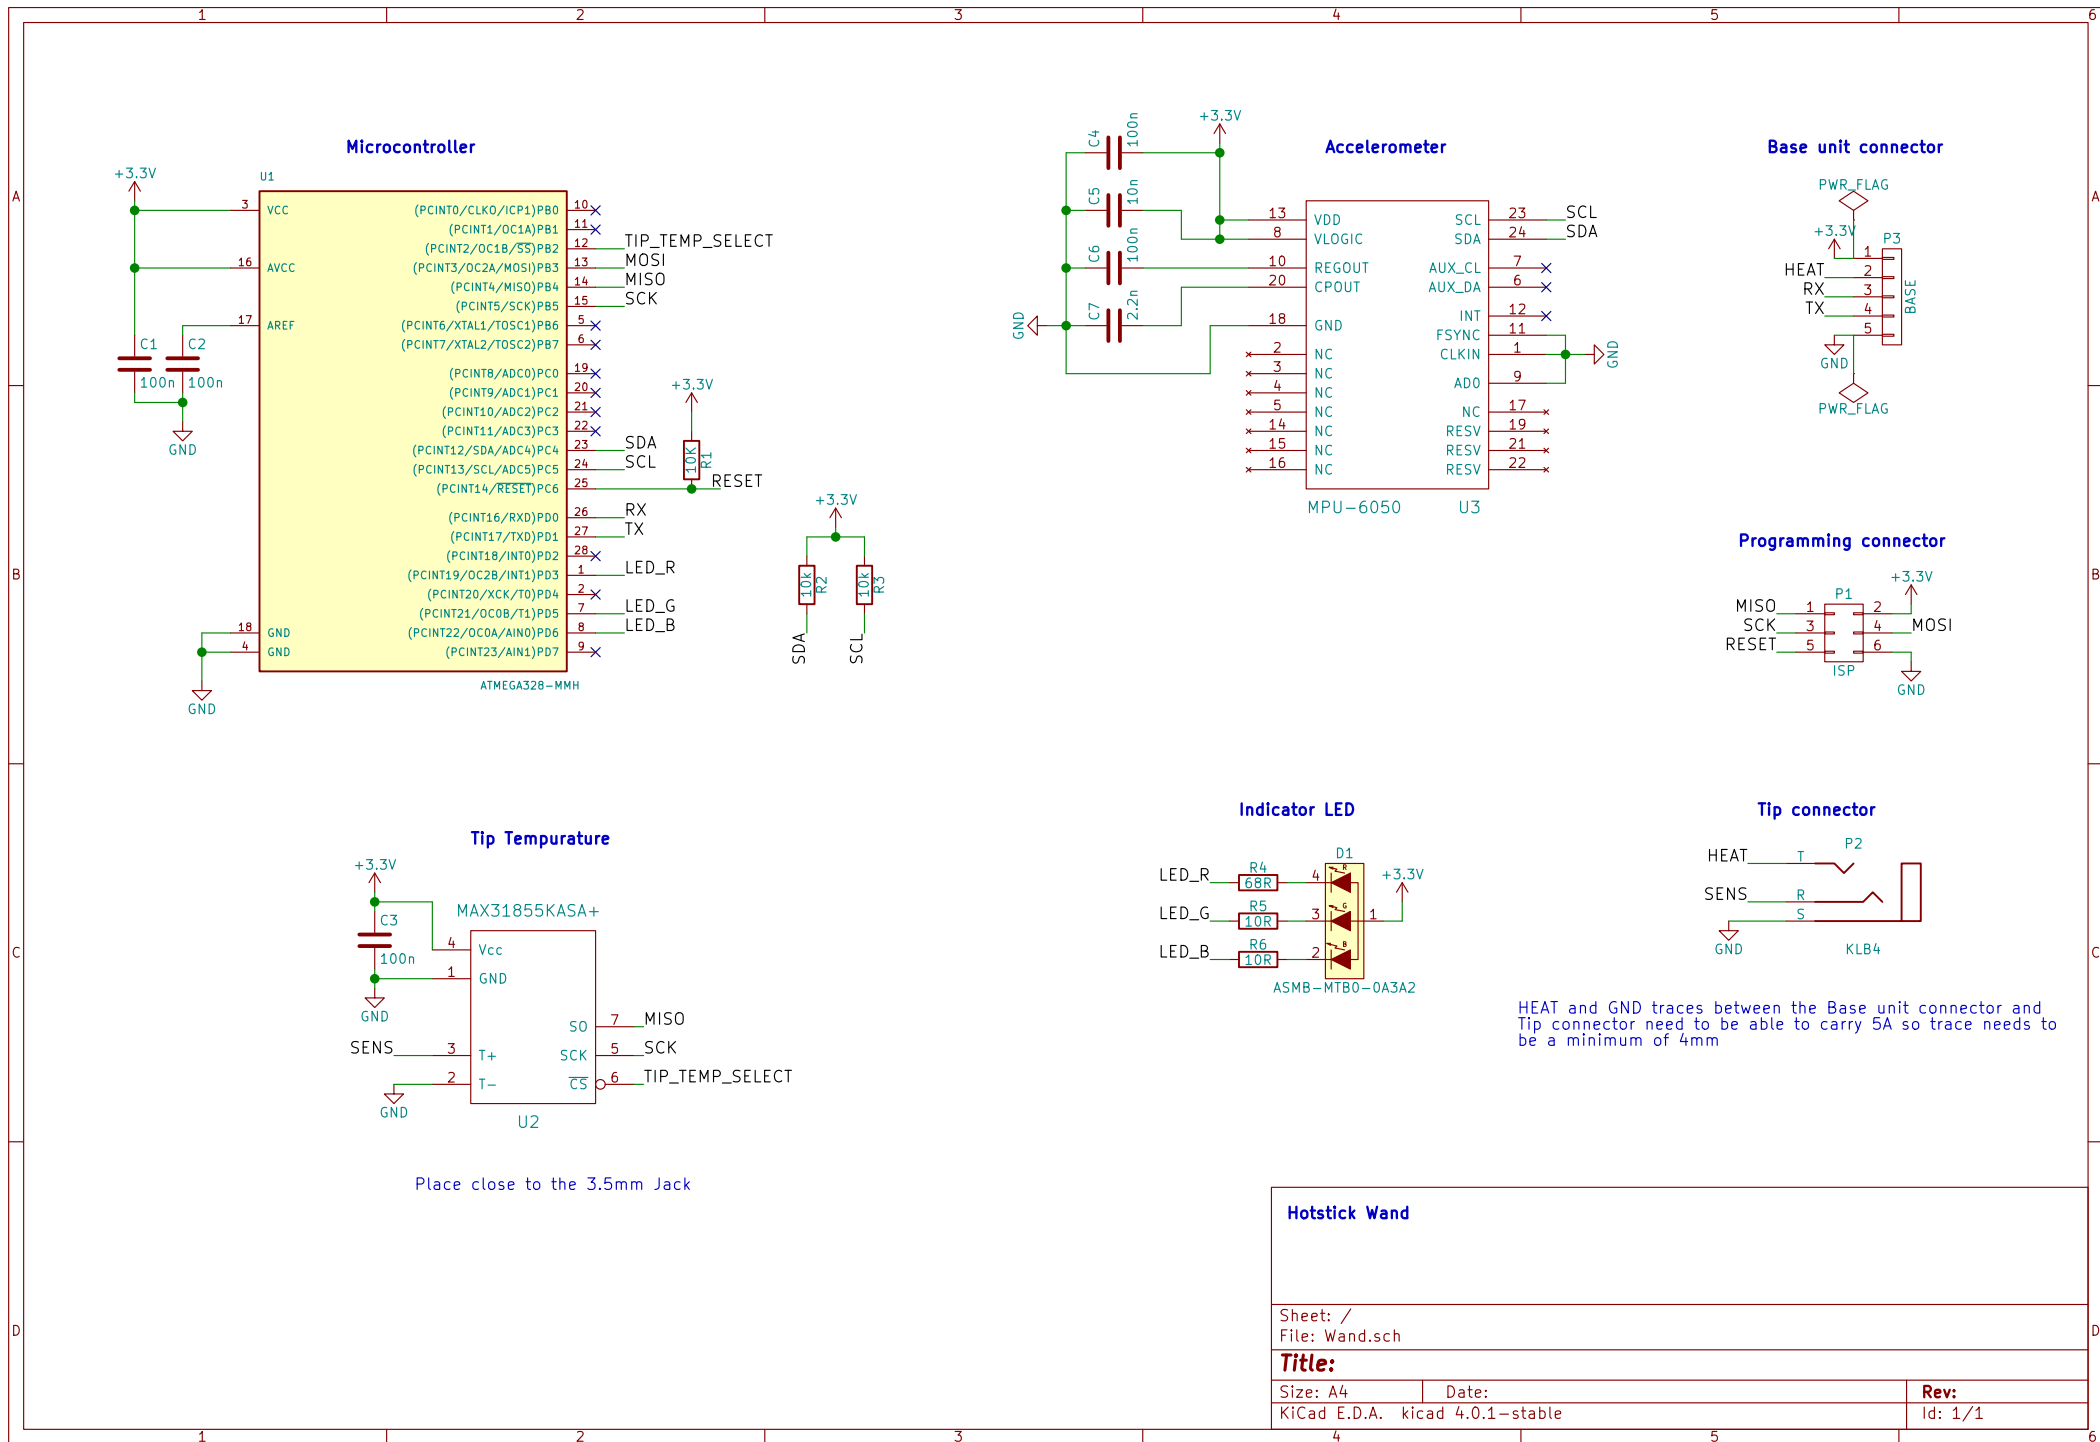 1 2 3 4 5 6
A
B
C
D
Microcontroller
+3.3V
U1
3 VCC
16 AVCC
17 AREF
18 GND
4 GND
(PCINT0/CLKO/ICP1)PB0 10
(PCINT1/OC1A)PB1 11
(PCINT2/OC1B/SS)PB2 12 TIP_TEMP_SELECT
(PCINT3/OC2A/MOSI)PB3 13 MOSI
(PCINT4/MISO)PB4 14 MISO
(PCINT5/SCK)PB5 15 SCK
(PCINT6/XTAL1/TOSC1)PB6 5
(PCINT7/XTAL2/TOSC2)PB7 6
(PCINT8/ADC0)PC0 19
(PCINT9/ADC1)PC1 20
(PCINT10/ADC2)PC2 21
(PCINT11/ADC3)PC3 22
(PCINT12/SDA/ADC4)PC4 23 SDA
(PCINT13/SCL/ADC5)PC5 24 SCL
(PCINT14/RESET)PC6 25 RESET
(PCINT16/RXD)PD0 26 RX
(PCINT17/TXD)PD1 27 TX
(PCINT18/INT0)PD2 28
(PCINT19/OC2B/INT1)PD3 1 LED_R
(PCINT20/XCK/T0)PD4 2
(PCINT21/OC0B/T1)PD5 7 LED_G
(PCINT22/OC0A/AIN0)PD6 8 LED_B
(PCINT23/AIN1)PD7 9
ATMEGA328-MMH
C1
100n
C2
100n
GND
GND
+3.3V
10K R1
+3.3V
10k R2
10k R3
SDA
SCL
Accelerometer
+3.3V
C4 100n
C5 10n
C6 100n
C7 2.2n
GND
13 VDD
8 VLOGIC
10 REGOUT
20 CPOUT
18 GND
2 NC
3 NC
4 NC
5 NC
14 NC
15 NC
16 NC
SCL 23 SCL
SDA 24 SDA
AUX_CL 7
AUX_DA 6
INT 12
FSYNC 11
CLKIN 1
AD0 9
NC 17
RESV 19
RESV 21
RESV 22
GND
MPU-6050 U3
Base unit connector
PWR_FLAG
+3.3V
P3
1
HEAT 2
RX 3
TX 4
5
BASE
GND
PWR_FLAG
Programming connector
+3.3V
P1
MISO 1 2
SCK 3 4 MOSI
RESET 5 6
ISP
GND
Tip Tempurature
+3.3V
MAX31855KASA+
C3
100n
4 Vcc
1 GND
GND
SENS 3 T+
2 T-
GND
SO 7 MISO
SCK 5 SCK
CS 6 TIP_TEMP_SELECT
U2
Place close to the 3.5mm Jack
Indicator LED
D1
+3.3V
LED_R R4 68R 4 R
LED_G R5 10R 3 G 1
LED_B R6 10R 2 B
ASMB-MTB0-0A3A2
Tip connector
P2
HEAT T
SENS R
S
GND
KLB4
HEAT and GND traces between the Base unit connector and
Tip connector need to be able to carry 5A so trace needs to
be a minimum of 4mm
Hotstick Wand
Sheet: /
File: Wand.sch
Title:
Size: A4 Date: Rev:
KiCad E.D.A. kicad 4.0.1-stable Id: 1/1
A
B
C
D
1 2 3 4 5 6